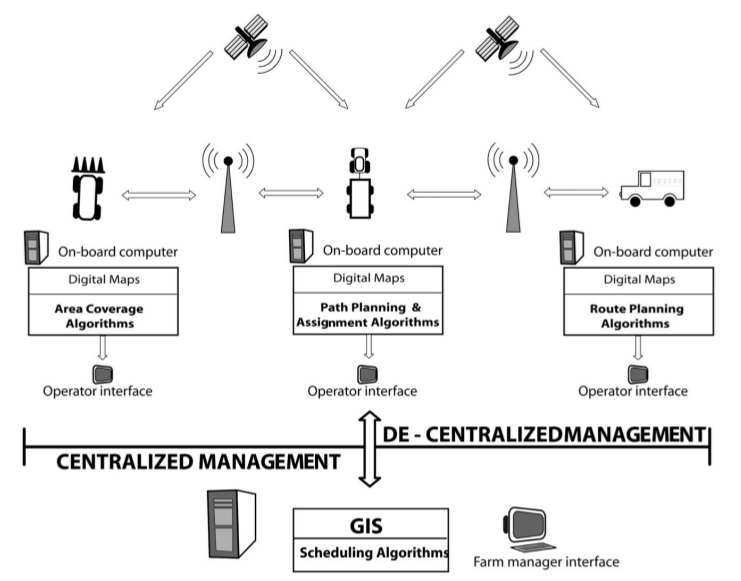 On-board computer
Digital Maps
Area Coverage
Algorithms
Operator interface
On-board computer
Digital Maps
Path Planning &
Assignment Algorithms
Operator interface
On-board computer
Digital Maps
Route Planning
Algorithms
Operator interface
DE - CENTRALIZEDMANAGEMENT
CENTRALIZED MANAGEMENT
GIS
Scheduling Algorithms
Farm manager interface